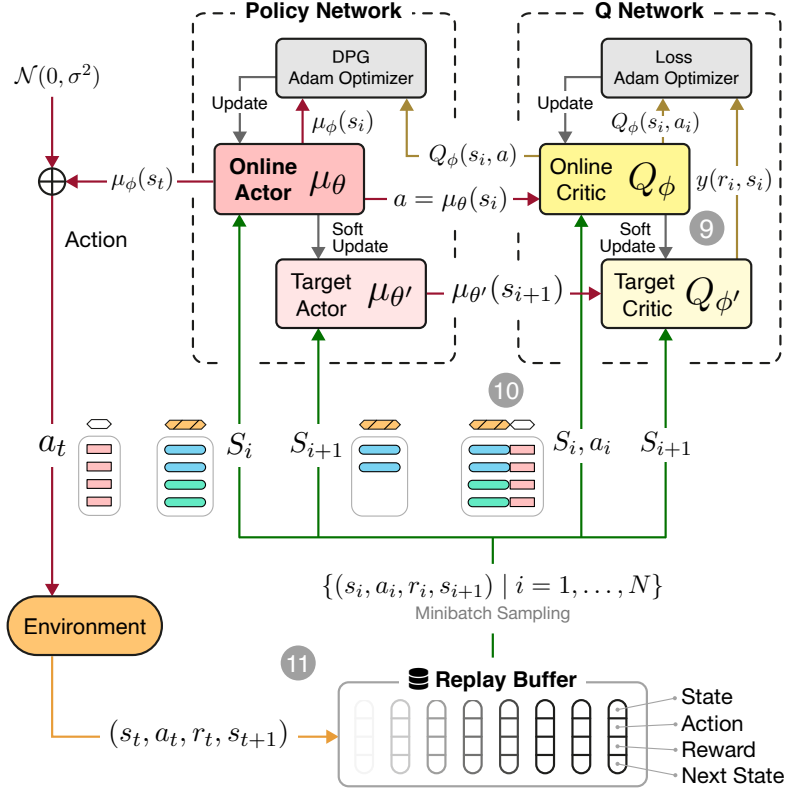 Policy Network
Q Network
𝒩(0, σ²)
DPG
Adam Optimizer
Loss
Adam Optimizer
Update
μ_ϕ(s_i)
Update
Q_ϕ(s_i, a_i)
Q_ϕ(s_i, a)
μ_ϕ(s_t)
Online
Actor μ_θ
a = μ_θ(s_i)
Online
Critic Q_ϕ
y(r_i, s_i)
Action
Soft
Update
Soft
Update
9
Target
Actor μ_θ′
μ_θ′(s_{i+1})
Target
Critic Q_ϕ′
10
a_t
S_i
S_{i+1}
S_i, a_i
S_{i+1}
{(s_i, a_i, r_i, s_{i+1}) | i = 1, . . . , N}
Minibatch Sampling
Environment
11
Replay Buffer
State
Action
Reward
Next State
(s_t, a_t, r_t, s_{t+1})